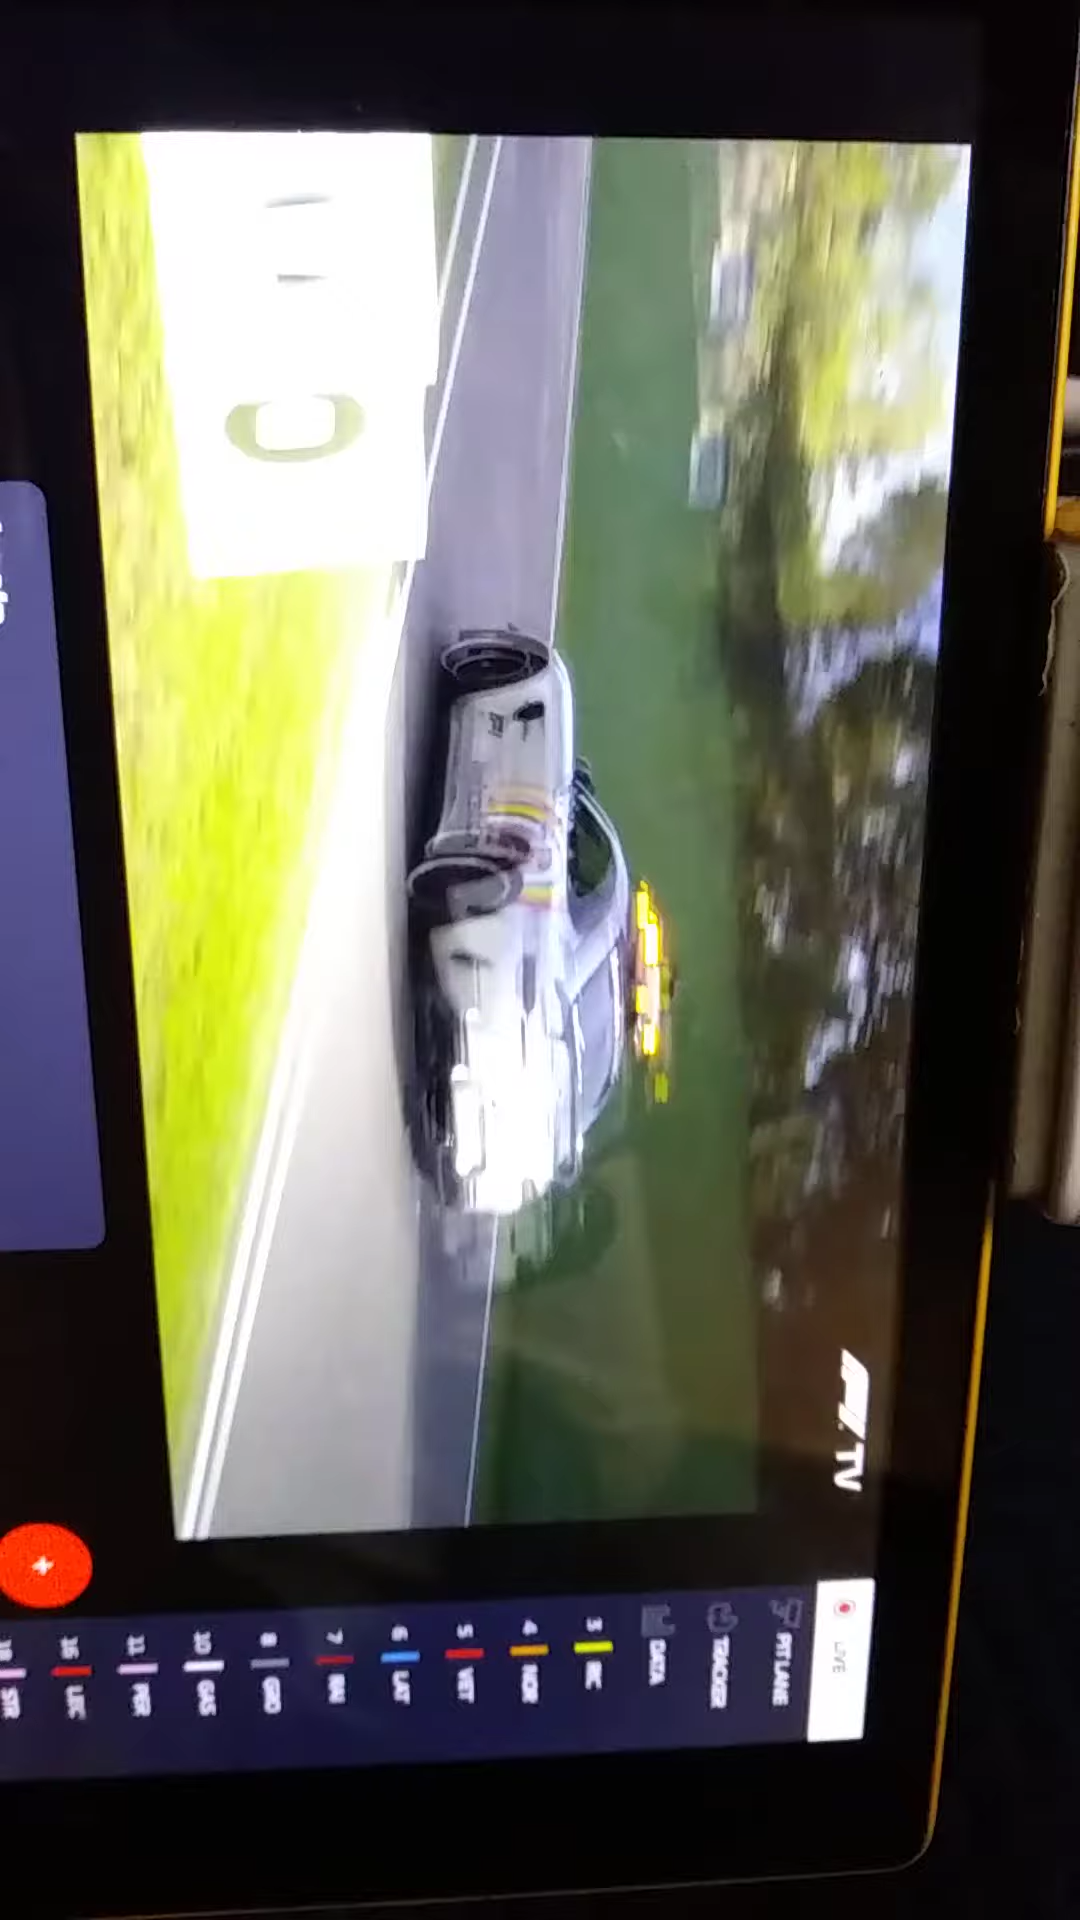 F1 TV
LIVE
PIT LANE
TRACKER
DATA
3 RIC
4 NOR
5 VET
6 LAT
7 RAI
8 GRO
10 GAS
11 PER
16 LEC
18 STR